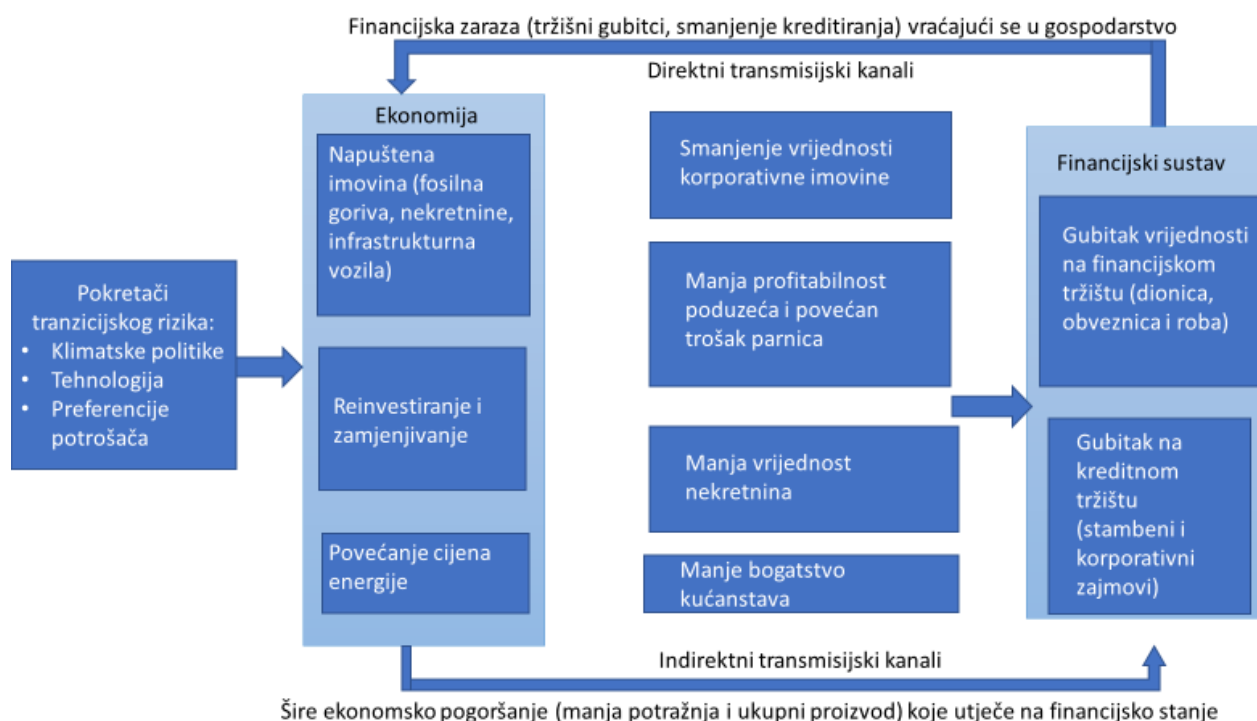 Financijska zaraza (tržišni gubitci, smanjenje kreditiranja) vraćajući se u gospodarstvo
Direktni transmisijski kanali
Pokretači
tranzicijskog rizika:
• Klimatske politike
• Tehnologija
• Preferencije
potrošača
Ekonomija
Napuštena
imovina (fosilna
goriva, nekretnine,
infrastrukturna
vozila)
Reinvestiranje i
zamjenjivanje
Povećanje cijena
energije
Smanjenje vrijednosti
korporativne imovine
Manja profitabilnost
poduzeća i povećan
trošak parnica
Manja vrijednost
nekretnina
Manje bogatstvo
kućanstava
Financijski sustav
Gubitak vrijednosti
na financijskom
tržištu (dionica,
obveznica i roba)
Gubitak na
kreditnom
tržištu
(stambeni i
korporativni
zajmovi)
Indirektni transmisijski kanali
Šire ekonomsko pogoršanje (manja potražnja i ukupni proizvod) koje utječe na financijsko stanje